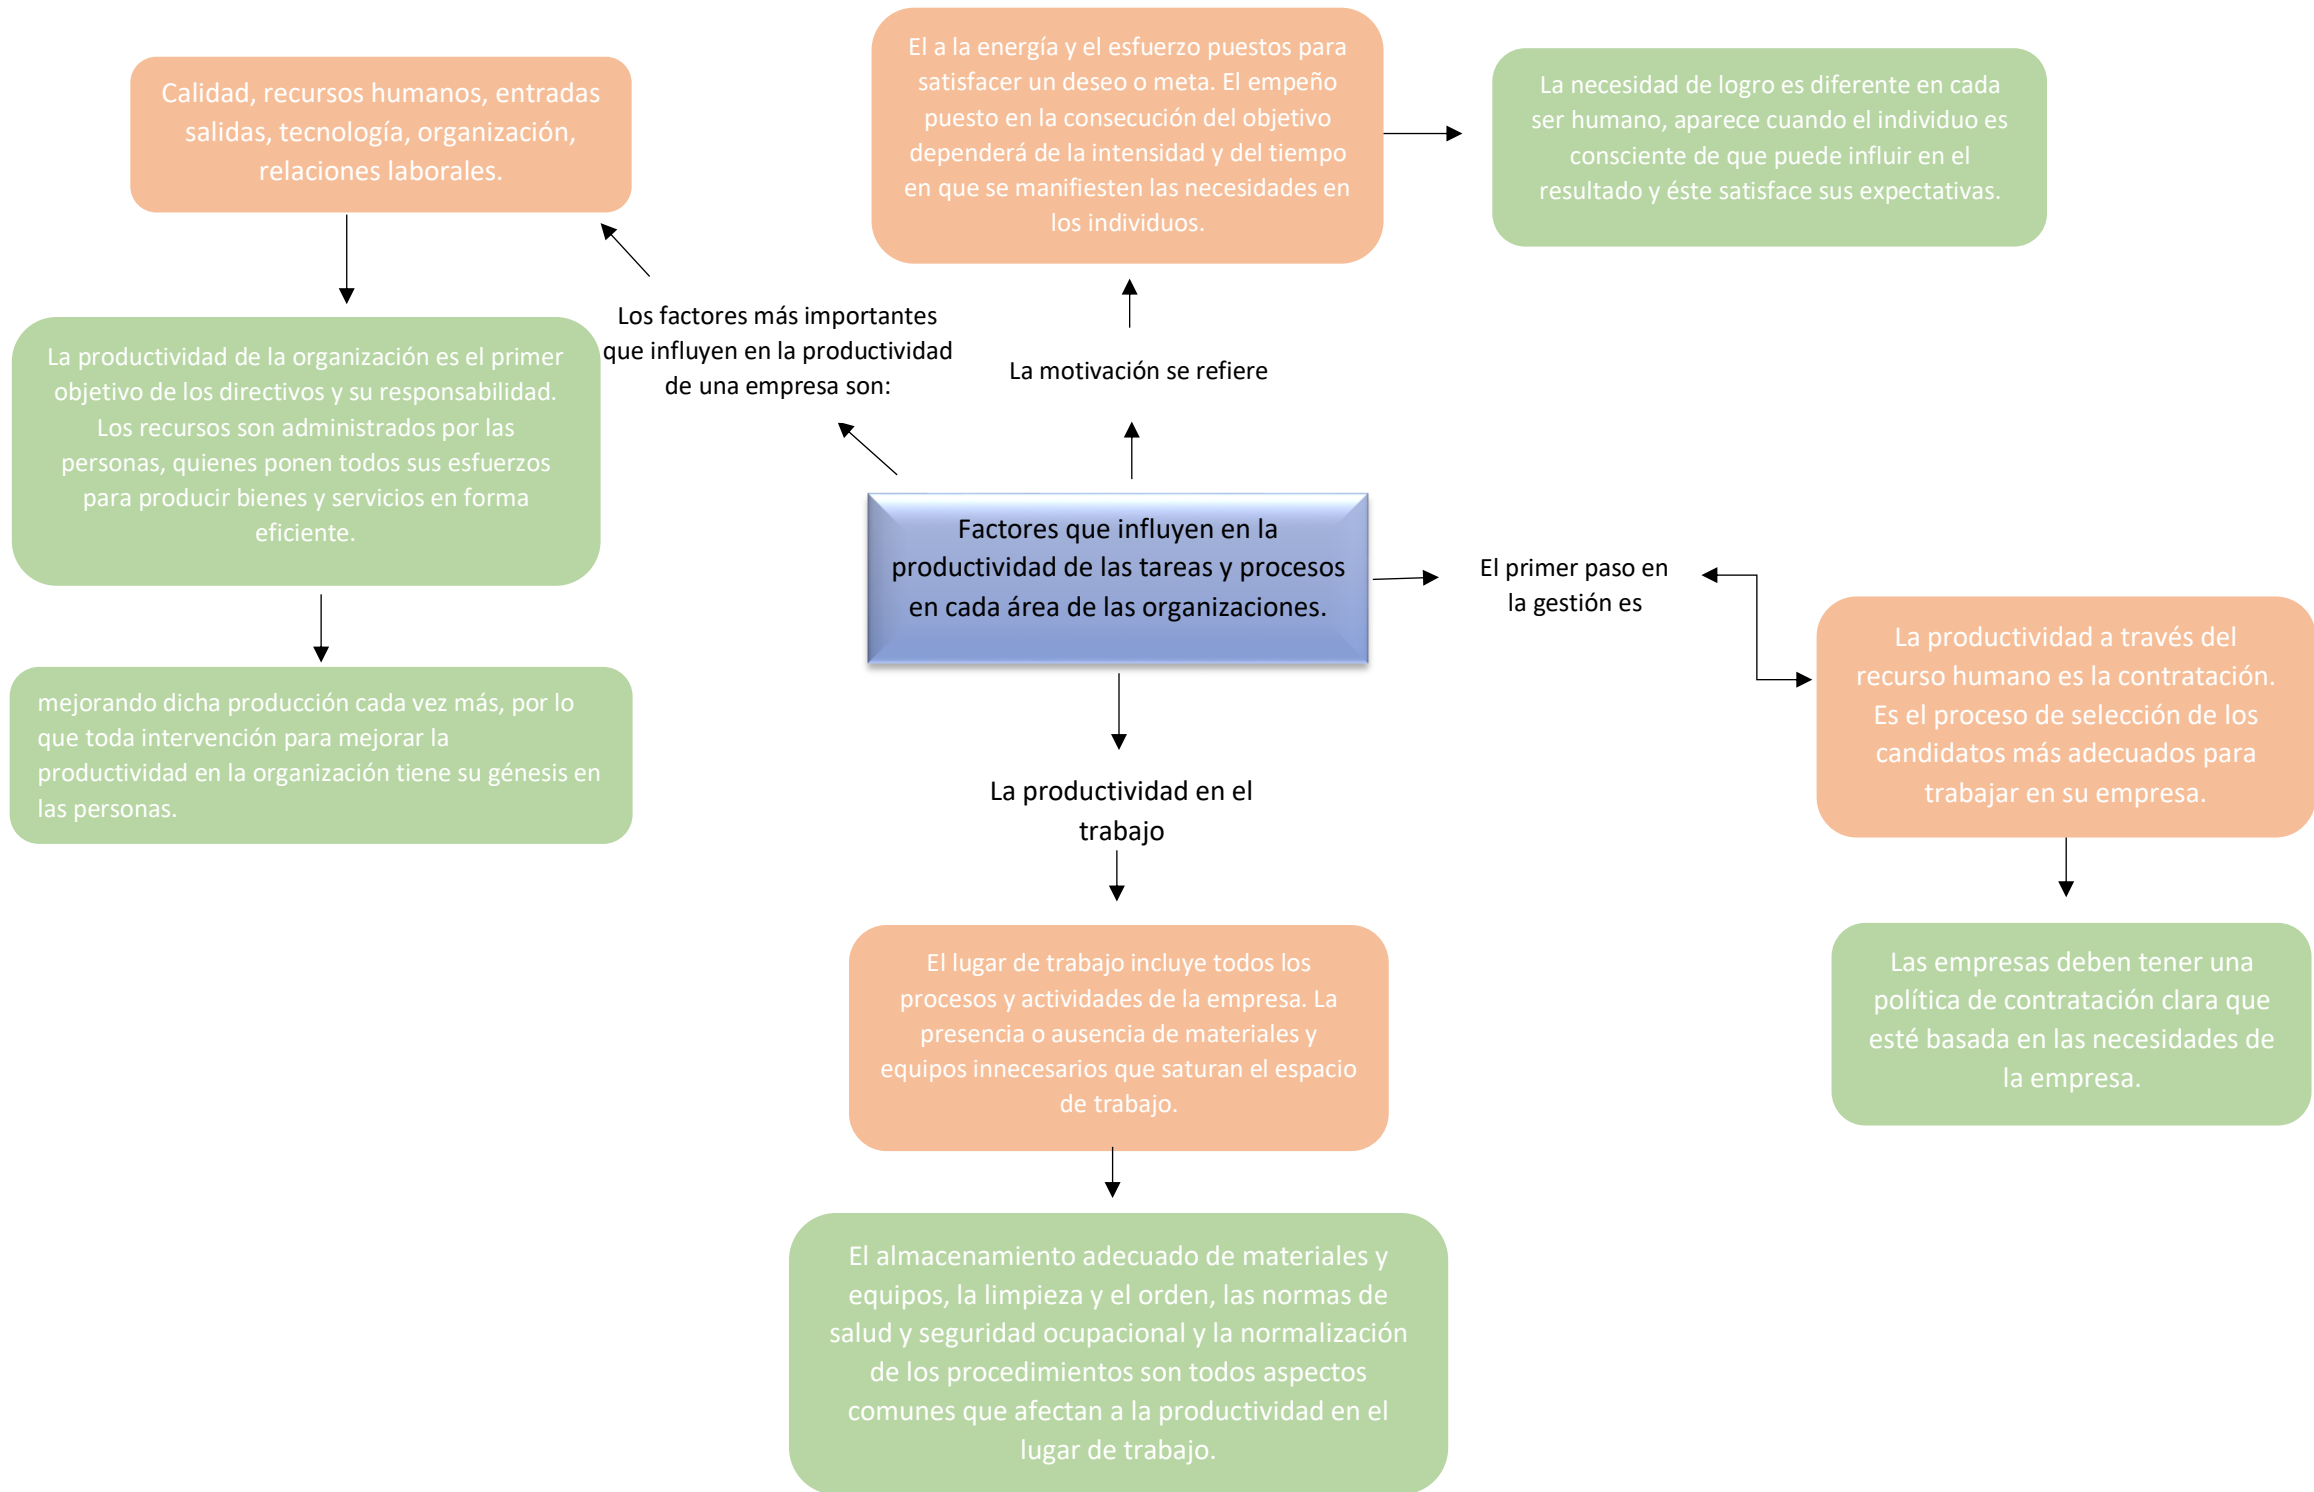 Calidad, recursos humanos, entradas
salidas, tecnología, organización,
relaciones laborales.
El a la energía y el esfuerzo puestos para
satisfacer un deseo o meta. El empeño
puesto en la consecución del objetivo
dependerá de la intensidad y del tiempo
en que se manifiesten las necesidades en
los individuos.
La necesidad de logro es diferente en cada
ser humano, aparece cuando el individuo es
consciente de que puede influir en el
resultado y éste satisface sus expectativas.
Los factores más importantes
que influyen en la productividad
de una empresa son:
La motivación se refiere
La productividad de la organización es el primer
objetivo de los directivos y su responsabilidad.
Los recursos son administrados por las
personas, quienes ponen todos sus esfuerzos
para producir bienes y servicios en forma
eficiente.
Factores que influyen en la
productividad de las tareas y procesos
en cada área de las organizaciones.
El primer paso en
la gestión es
La productividad a través del
recurso humano es la contratación.
Es el proceso de selección de los
candidatos más adecuados para
trabajar en su empresa.
mejorando dicha producción cada vez más, por lo
que toda intervención para mejorar la
productividad en la organización tiene su génesis en
las personas.
La productividad en el
trabajo
El lugar de trabajo incluye todos los
procesos y actividades de la empresa. La
presencia o ausencia de materiales y
equipos innecesarios que saturan el espacio
de trabajo.
Las empresas deben tener una
política de contratación clara que
esté basada en las necesidades de
la empresa.
El almacenamiento adecuado de materiales y
equipos, la limpieza y el orden, las normas de
salud y seguridad ocupacional y la normalización
de los procedimientos son todos aspectos
comunes que afectan a la productividad en el
lugar de trabajo.